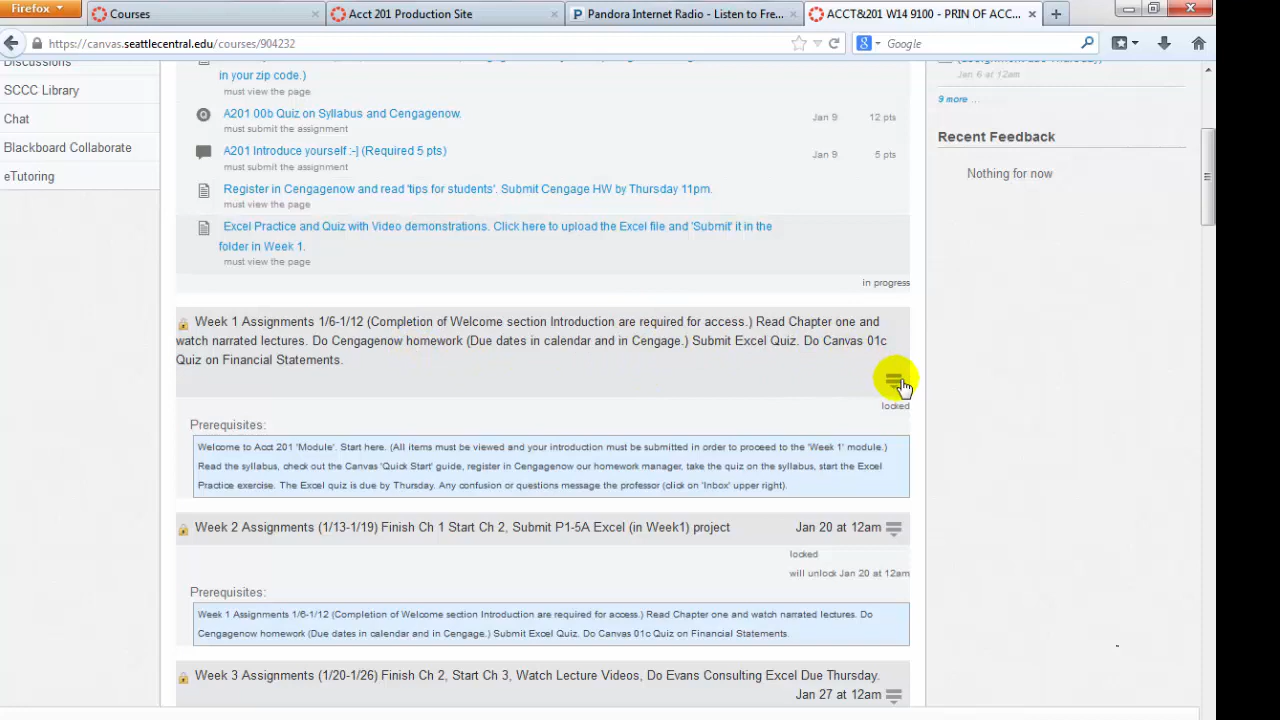 Firefox
Courses
Acct 201 Production Site
Pandora Internet Radio - Listen to Fre...
ACCT&201 W14 9100 - PRIN OF ACC...
https://canvas.seattlecentral.edu/courses/904232
Google
Discussions
SCCC Library
Chat
Blackboard Collaborate
eTutoring
in your zip code.)
must view the page
A201 00b Quiz on Syllabus and Cengagenow.
Jan 9
12 pts
must submit the assignment
A201 Introduce yourself :-] (Required 5 pts)
Jan 9
5 pts
must submit the assignment
Register in Cengagenow and read 'tips for students'. Submit Cengage HW by Thursday 11pm.
must view the page
Excel Practice and Quiz with Video demonstrations. Click here to upload the Excel file and 'Submit' it in the
folder in Week 1.
must view the page
in progress
Week 1 Assignments 1/6-1/12 (Completion of Welcome section Introduction are required for access.) Read Chapter one and
watch narrated lectures. Do Cengagenow homework (Due dates in calendar and in Cengage.) Submit Excel Quiz. Do Canvas 01c
Quiz on Financial Statements.
locked
Prerequisites:
Welcome to Acct 201 'Module'. Start here. (All items must be viewed and your introduction must be submitted in order to proceed to the 'Week 1' module.)
Read the syllabus, check out the Canvas 'Quick Start' guide, register in Cengagenow our homework manager, take the quiz on the syllabus, start the Excel
Practice exercise. The Excel quiz is due by Thursday. Any confusion or questions message the professor (click on 'Inbox' upper right).
Week 2 Assignments (1/13-1/19) Finish Ch 1 Start Ch 2, Submit P1-5A Excel (in Week1) project
Jan 20 at 12am
locked
will unlock Jan 20 at 12am
Prerequisites:
Week 1 Assignments 1/6-1/12 (Completion of Welcome section Introduction are required for access.) Read Chapter one and watch narrated lectures. Do
Cengagenow homework (Due dates in calendar and in Cengage.) Submit Excel Quiz. Do Canvas 01c Quiz on Financial Statements.
Week 3 Assignments (1/20-1/26) Finish Ch 2, Start Ch 3, Watch Lecture Videos, Do Evans Consulting Excel Due Thursday.
Jan 27 at 12am
Jan 6 at 12am
9 more ...
Recent Feedback
Nothing for now